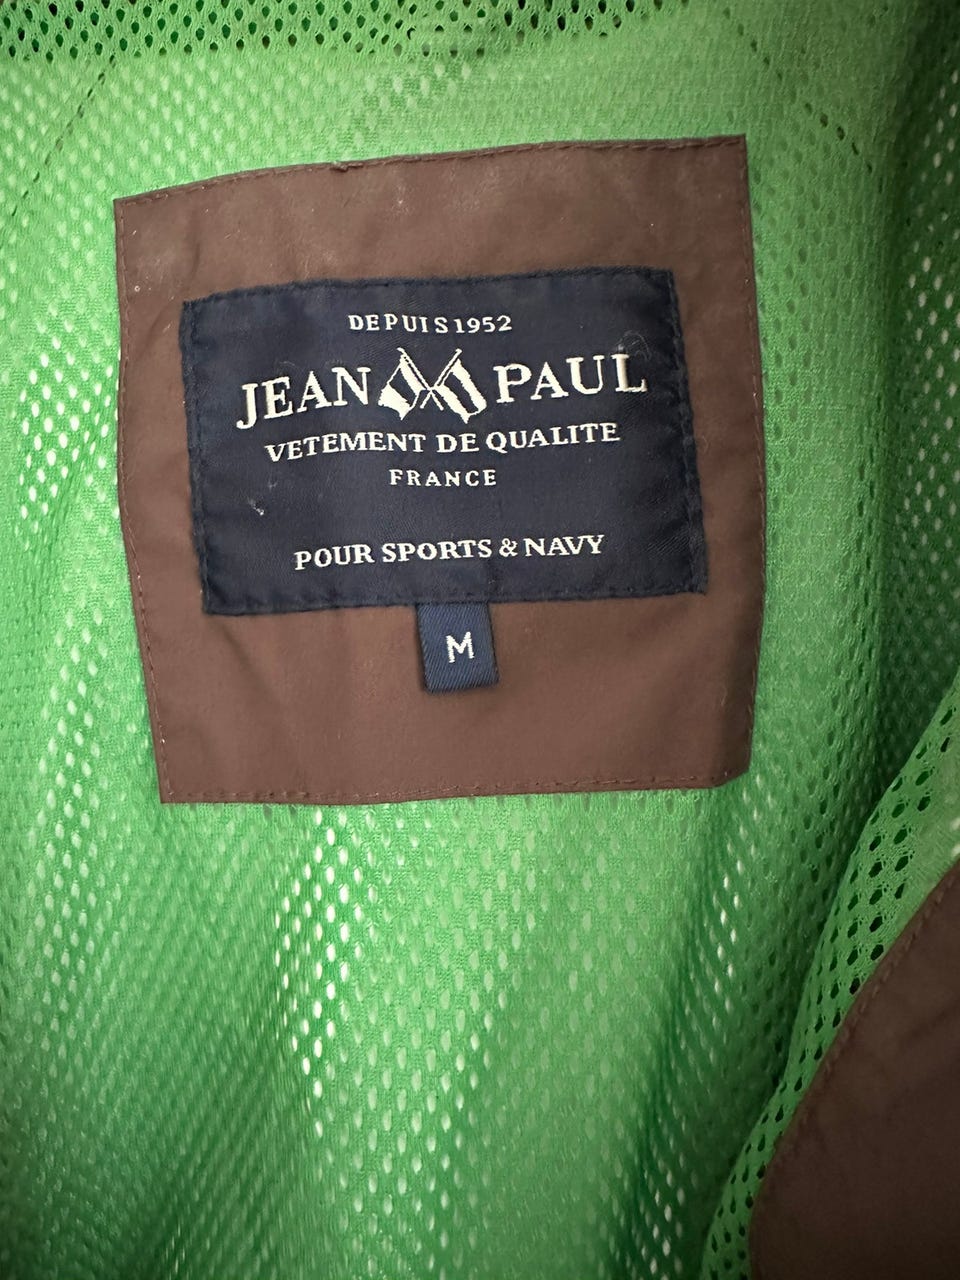 DEPUIS 1952
JEAN PAUL
VETEMENT DE QUALITE
FRANCE
POUR SPORTS & NAVY
M